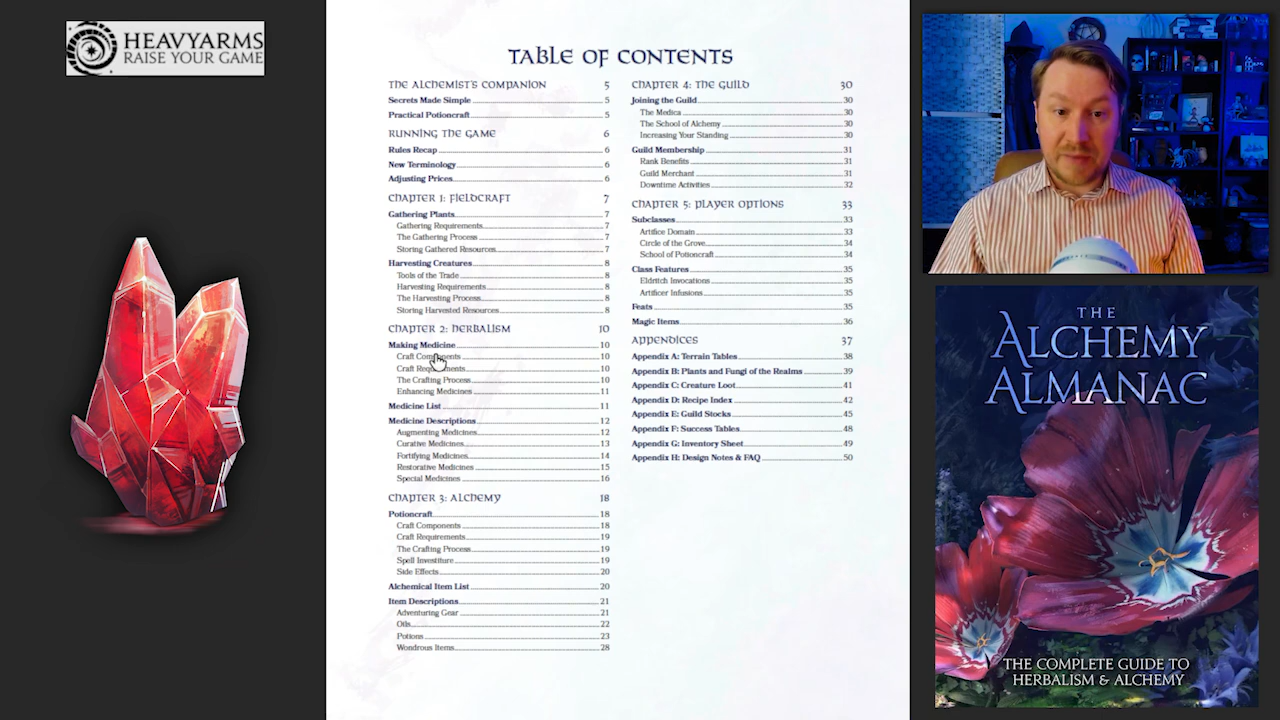 HEAVYARMS
RAISE YOUR GAME
TABLE OF CONTENTS
THE ALCHEMIST'S COMPANION 5
Secrets Made Simple 5
Practical Potioncraft 5
RUNNING THE GAME 6
Rules Recap 6
New Terminology 6
Adjusting Prices 6
CHAPTER 1: FIELDCRAFT 7
Gathering Plants 7
Gathering Requirements 7
The Gathering Process 7
Storing Gathered Resources 7
Harvesting Creatures 8
Tools of the Trade 8
Harvesting Requirements 8
The Harvesting Process 8
Storing Harvested Resources 8
CHAPTER 2: HERBALISM 10
Making Medicine 10
Craft Components 10
Craft Requirements 10
The Crafting Process 10
Enhancing Medicines 11
Medicine List 11
Medicine Descriptions 12
Augmenting Medicines 12
Curative Medicines 13
Fortifying Medicines 14
Restorative Medicines 15
Special Medicines 16
CHAPTER 3: ALCHEMY 18
Potioncraft 18
Craft Components 18
Craft Requirements 19
The Crafting Process 19
Spell Investiture 19
Side Effects 20
Alchemical Item List 20
Item Descriptions 21
Adventuring Gear 21
Oils 22
Potions 23
Wondrous Items 28
CHAPTER 4: THE GUILD 30
Joining the Guild 30
The Medica 30
The School of Alchemy 30
Increasing Your Standing 30
Guild Membership 31
Rank Benefits 31
Guild Merchant 31
Downtime Activities 32
CHAPTER 5: PLAYER OPTIONS 33
Subclasses 33
Artifice Domain 33
Circle of the Grove 34
School of Potioncraft 34
Class Features 35
Eldritch Invocations 35
Artificer Infusions 35
Feats 35
Magic Items 36
APPENDICES 37
Appendix A: Terrain Tables 38
Appendix B: Plants and Fungi of the Realms 39
Appendix C: Creature Loot 41
Appendix D: Recipe Index 42
Appendix E: Guild Stocks 45
Appendix F: Success Tables 48
Appendix G: Inventory Sheet 49
Appendix H: Design Notes & FAQ 50
THE
ALCHEMY
ALMANAC
THE COMPLETE GUIDE TO
HERBALISM & ALCHEMY